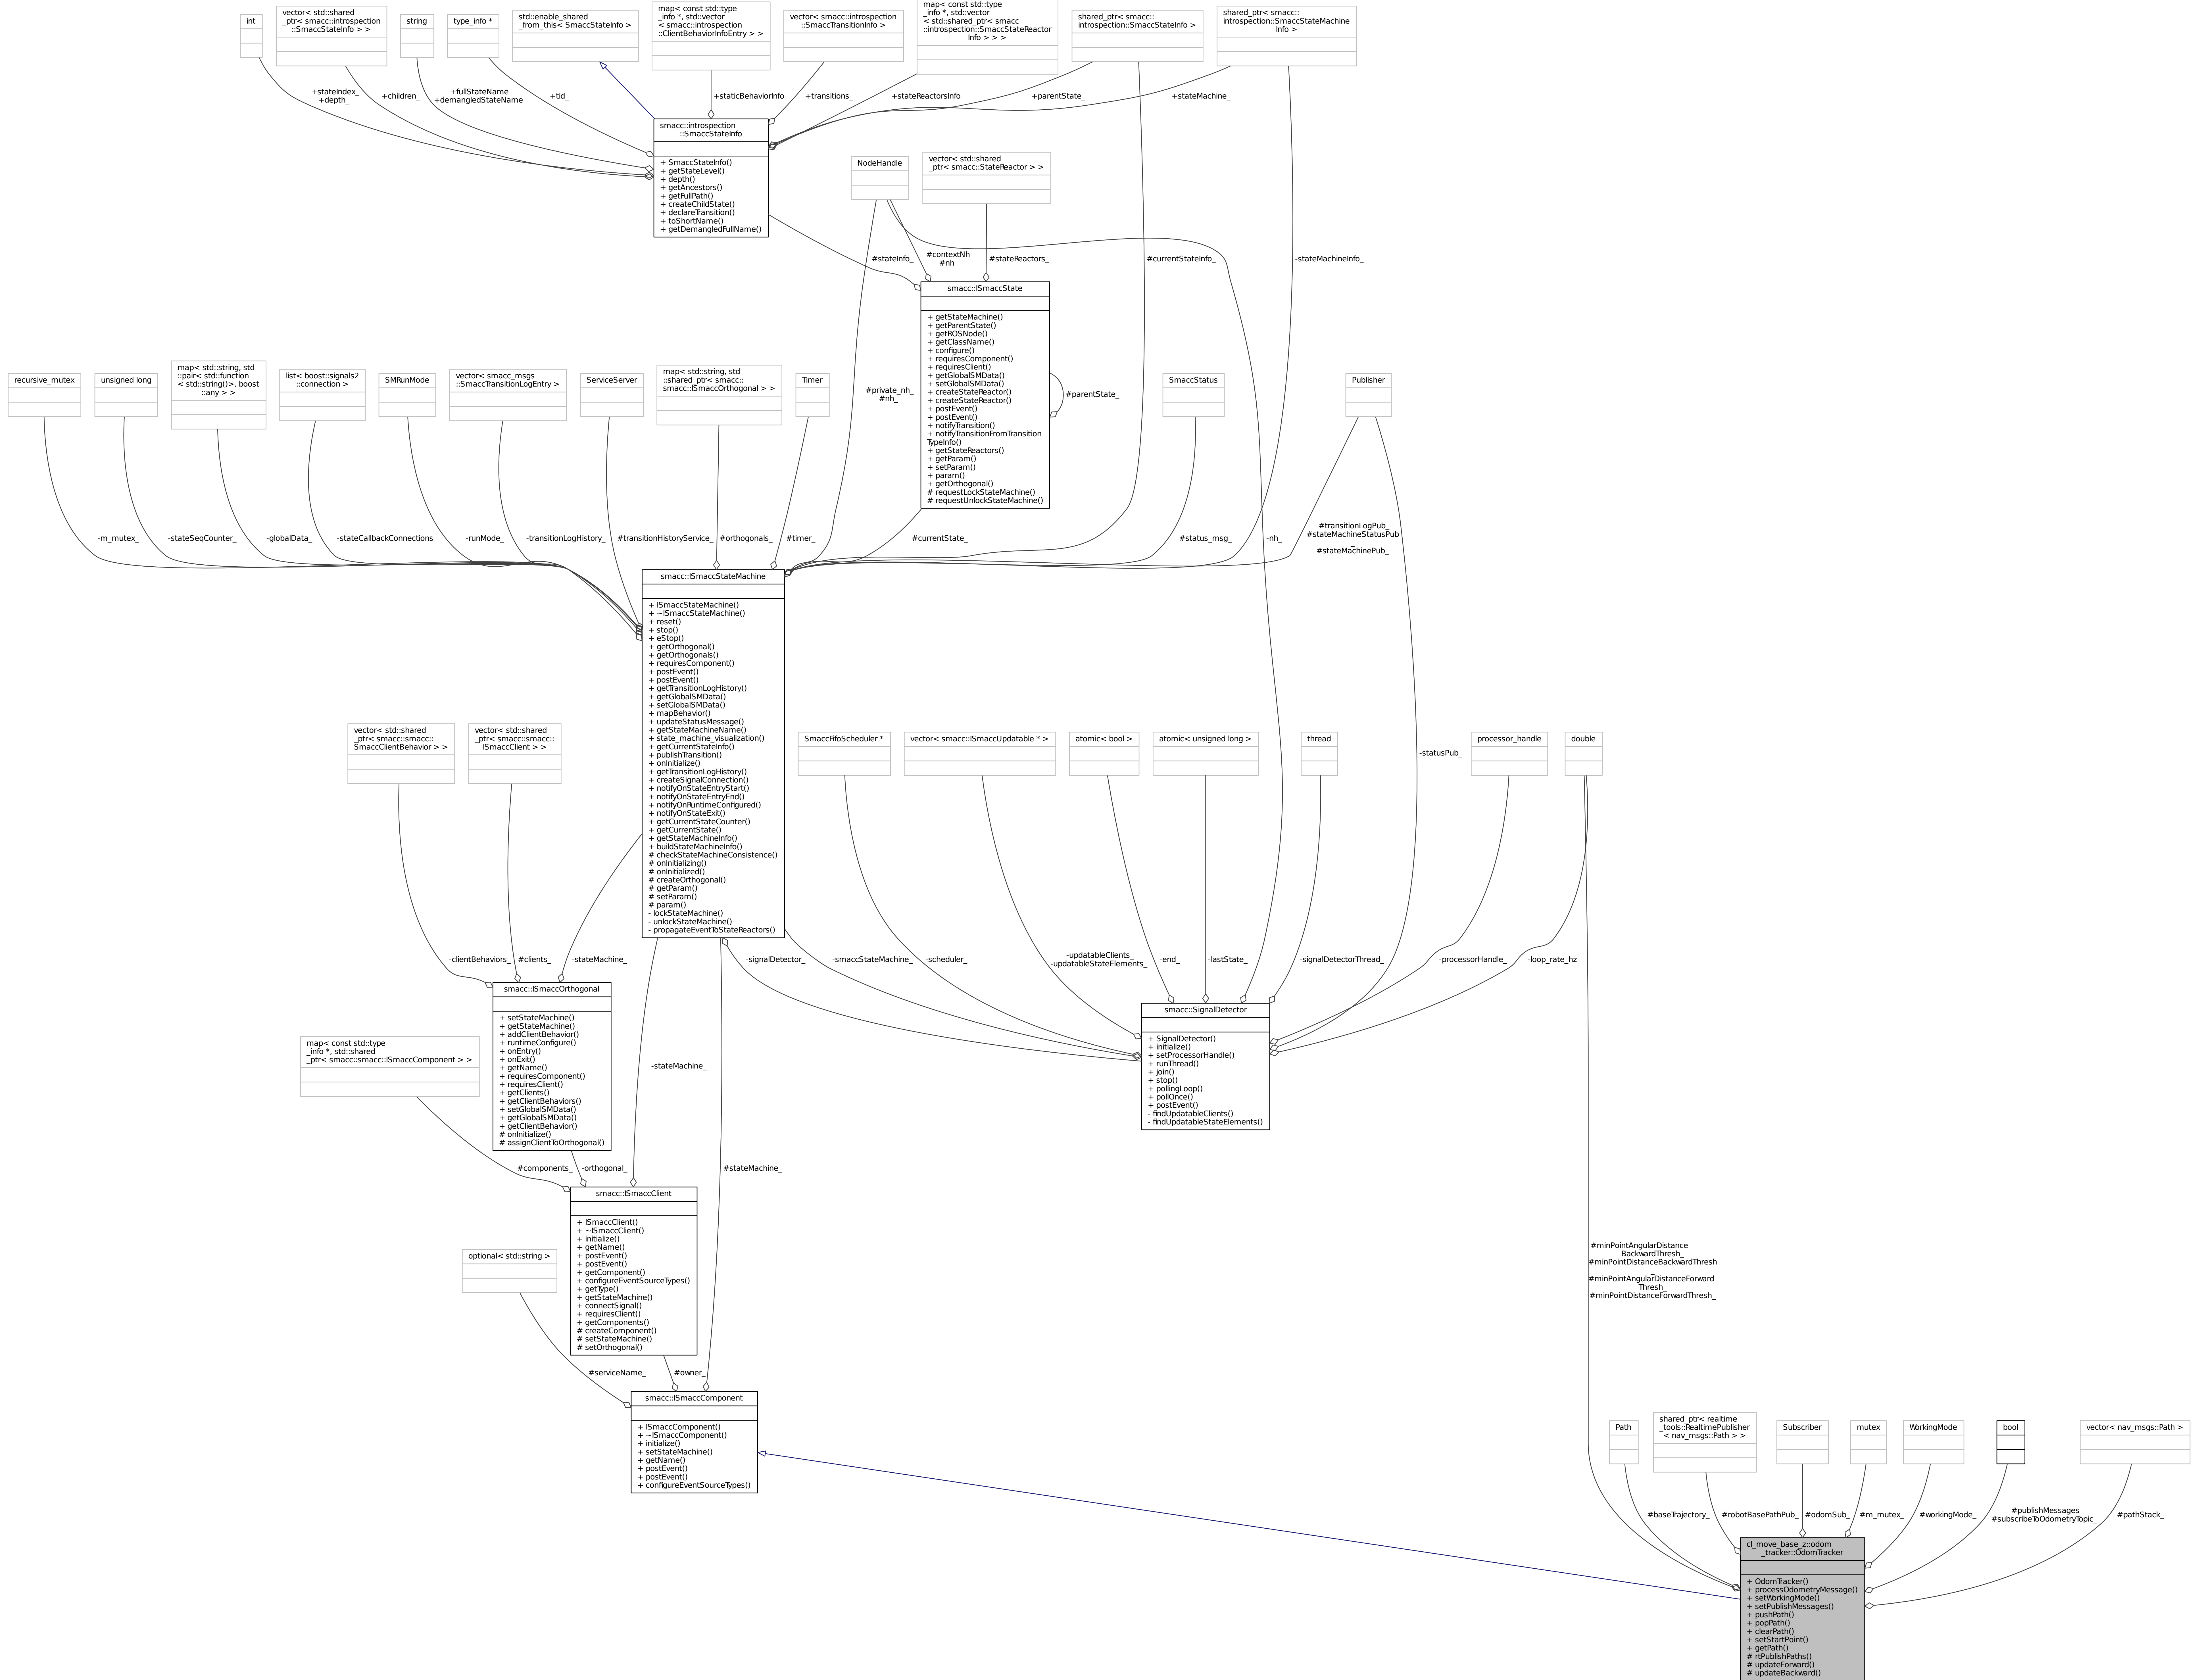 int
vector< std::shared
_ptr< smacc::introspection
::SmaccStateInfo > >
string
type_info *
std::enable_shared
_from_this< SmaccStateInfo >
map< const std::type
_info *, std::vector
< smacc::introspection
::ClientBehaviorInfoEntry > >
vector< smacc::introspection
::SmaccTransitionInfo >
map< const std::type
_info *, std::vector
< std::shared_ptr< smacc
::introspection::SmaccStateReactor
Info > > >
shared_ptr< smacc::
introspection::SmaccStateInfo >
shared_ptr< smacc::
introspection::SmaccStateMachine
Info >
+stateIndex_
+depth_
+children_
+fullStateName
+demangledStateName
+tid_
+staticBehaviorInfo
+transitions_
+stateReactorsInfo
+parentState_
+stateMachine_
smacc::introspection
::SmaccStateInfo
+ SmaccStateInfo()
+ getStateLevel()
+ depth()
+ getAncestors()
+ getFullPath()
+ createChildState()
+ declareTransition()
+ toShortName()
+ getDemangledFullName()
NodeHandle
vector< std::shared
_ptr< smacc::StateReactor > >
#stateInfo_
#contextNh
#nh
#stateReactors_
#currentStateInfo_
-stateMachineInfo_
smacc::ISmaccState
+ getStateMachine()
+ getParentState()
+ getROSNode()
+ getClassName()
+ configure()
+ requiresComponent()
+ requiresClient()
+ getGlobalSMData()
+ setGlobalSMData()
+ createStateReactor()
+ createStateReactor()
+ postEvent()
+ postEvent()
+ notifyTransition()
+ notifyTransitionFromTransition
TypeInfo()
+ getStateReactors()
+ getParam()
+ setParam()
+ param()
+ getOrthogonal()
# requestLockStateMachine()
# requestUnlockStateMachine()
#parentState_
recursive_mutex
unsigned long
map< std::string, std
::pair< std::function
< std::string()>, boost
::any > >
list< boost::signals2
::connection >
SMRunMode
vector< smacc_msgs
::SmaccTransitionLogEntry >
ServiceServer
map< std::string, std
::shared_ptr< smacc::
smacc::ISmaccOrthogonal > >
Timer
#private_nh_
#nh_
SmaccStatus
Publisher
-m_mutex_
-stateSeqCounter_
-globalData_
-stateCallbackConnections
-runMode_
-transitionLogHistory_
#transitionHistoryService_
#orthogonals_
#timer_
#currentState_
#status_msg_
-nh_
#transitionLogPub_
#stateMachineStatusPub
_
#stateMachinePub_
smacc::ISmaccStateMachine
+ ISmaccStateMachine()
+ ~ISmaccStateMachine()
+ reset()
+ stop()
+ eStop()
+ getOrthogonal()
+ getOrthogonals()
+ requiresComponent()
+ postEvent()
+ postEvent()
+ getTransitionLogHistory()
+ getGlobalSMData()
+ setGlobalSMData()
+ mapBehavior()
+ updateStatusMessage()
+ getStateMachineName()
+ state_machine_visualization()
+ getCurrentStateInfo()
+ publishTransition()
+ onInitialize()
+ getTransitionLogHistory()
+ createSignalConnection()
+ notifyOnStateEntryStart()
+ notifyOnStateEntryEnd()
+ notifyOnRuntimeConfigured()
+ notifyOnStateExit()
+ getCurrentStateCounter()
+ getCurrentState()
+ getStateMachineInfo()
+ buildStateMachineInfo()
# checkStateMachineConsistence()
# onInitializing()
# onInitialized()
# createOrthogonal()
# getParam()
# setParam()
# param()
- lockStateMachine()
- unlockStateMachine()
- propagateEventToStateReactors()
vector< std::shared
_ptr< smacc::smacc::
SmaccClientBehavior > >
vector< std::shared
_ptr< smacc::smacc::
ISmaccClient > >
SmaccFifoScheduler *
vector< smacc::ISmaccUpdatable * >
atomic< bool >
atomic< unsigned long >
thread
-statusPub_
processor_handle
double
-clientBehaviors_
#clients_
-stateMachine_
-signalDetector_
-smaccStateMachine_
-scheduler_
-updatableClients_
-updatableStateElements_
-end_
-lastState_
-signalDetectorThread_
-processorHandle_
-loop_rate_hz
smacc::ISmaccOrthogonal
+ setStateMachine()
+ getStateMachine()
+ addClientBehavior()
+ runtimeConfigure()
+ onEntry()
+ onExit()
+ getName()
+ requiresComponent()
+ requiresClient()
+ getClients()
+ getClientBehaviors()
+ setGlobalSMData()
+ getGlobalSMData()
+ getClientBehavior()
# onInitialize()
# assignClientToOrthogonal()
smacc::SignalDetector
+ SignalDetector()
+ initialize()
+ setProcessorHandle()
+ runThread()
+ join()
+ stop()
+ pollingLoop()
+ pollOnce()
+ postEvent()
- findUpdatableClients()
- findUpdatableStateElements()
map< const std::type
_info *, std::shared
_ptr< smacc::smacc::ISmaccComponent > >
-stateMachine_
#components_
-orthogonal_
#stateMachine_
smacc::ISmaccClient
+ ISmaccClient()
+ ~ISmaccClient()
+ initialize()
+ getName()
+ postEvent()
+ postEvent()
+ getComponent()
+ configureEventSourceTypes()
+ getType()
+ getStateMachine()
+ connectSignal()
+ requiresClient()
+ getComponents()
# createComponent()
# setStateMachine()
# setOrthogonal()
optional< std::string >
#minPointAngularDistance
BackwardThresh_
#minPointDistanceBackwardThresh
_
#minPointAngularDistanceForward
Thresh_
#minPointDistanceForwardThresh_
#serviceName_
#owner_
smacc::ISmaccComponent
+ ISmaccComponent()
+ ~ISmaccComponent()
+ initialize()
+ setStateMachine()
+ getName()
+ postEvent()
+ postEvent()
+ configureEventSourceTypes()
Path
shared_ptr< realtime
_tools::RealtimePublisher
< nav_msgs::Path > >
Subscriber
mutex
WorkingMode
bool
vector< nav_msgs::Path >
#baseTrajectory_
#robotBasePathPub_
#odomSub_
#m_mutex_
#workingMode_
#publishMessages
#subscribeToOdometryTopic_
#pathStack_
cl_move_base_z::odom
_tracker::OdomTracker
+ OdomTracker()
+ processOdometryMessage()
+ setWorkingMode()
+ setPublishMessages()
+ pushPath()
+ popPath()
+ clearPath()
+ setStartPoint()
+ getPath()
# rtPublishPaths()
# updateForward()
# updateBackward()